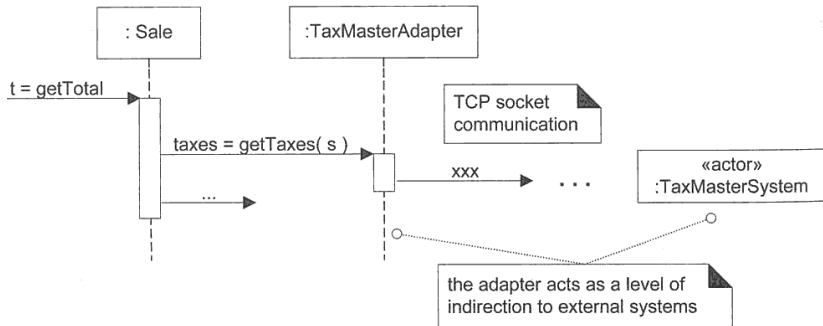 : Sale
:TaxMasterAdapter
t = getTotal
TCP socket
communication
taxes = getTaxes( s )
xxx
...
«actor»
:TaxMasterSystem
...
the adapter acts as a level of
indirection to external systems